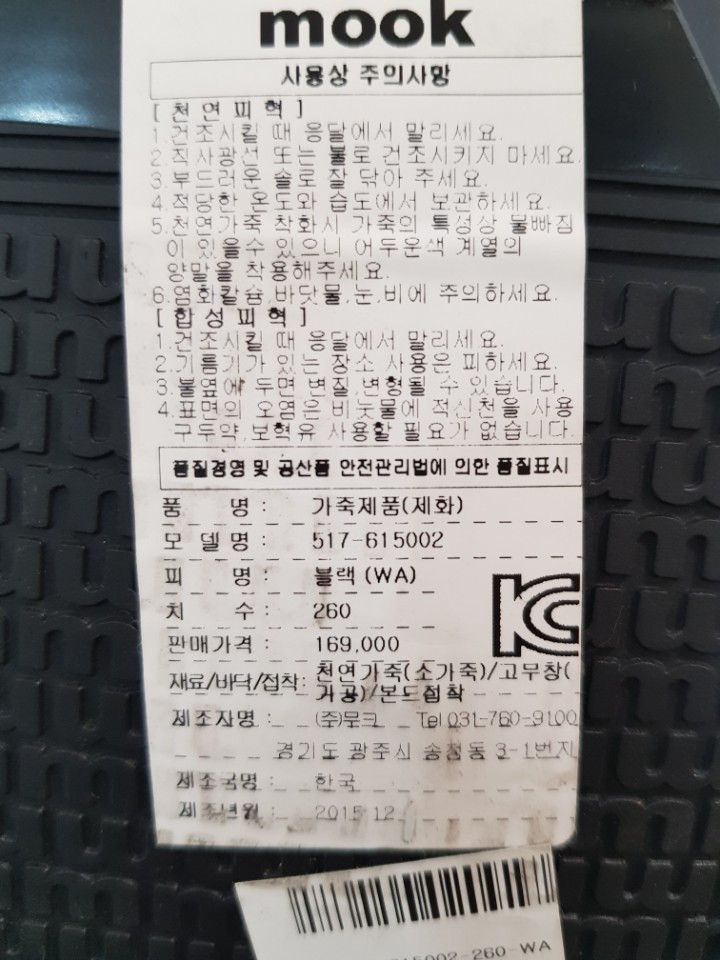 mook
사용상 주의사항
[ 천연피혁 ]
1.건조시킬 때 응달에서 말리세요.
2.직사광선 또는 불로 건조시키지 마세요.
3.부드러운 솔로 잘 닦아 주세요.
4.적당한 온도와 습도에서 보관하세요.
5.천연가죽 착화시 가죽의 특성상 물빠짐
이 있을수 있으니 어두운색 계열의
양말을 착용해주세요.
6.염화칼슘,바닷물,눈,비에 주의하세요.
[ 합성피혁 ]
1.건조시킬 때 응달에서 말리세요.
2.기름기가 있는 장소 사용은 피하세요.
3.불옆에 두면 변질,변형될 수 있습니다.
4.표면의 오염은 비눗물에 적신천을 사용
구두약,보혁유 사용할 필요가 없습니다.
품질경영 및 공산품 안전관리법에 의한 품질표시
품 명 : 가죽제품(제화)
모 델 명 : 517-615002
피 명 : 블랙 (WA)
치 수 : 260
판매가격 : 169,000
재료/바닥/접착: 천연가죽(소가죽)/고무창(
가공)/본드접착
제조자명 : (주)무크 Tel 031-760-9100
경기도 광주시 송정동 3-1번지
제조국명 : 한국
제조년월 : 2015 12
615002-260-WA